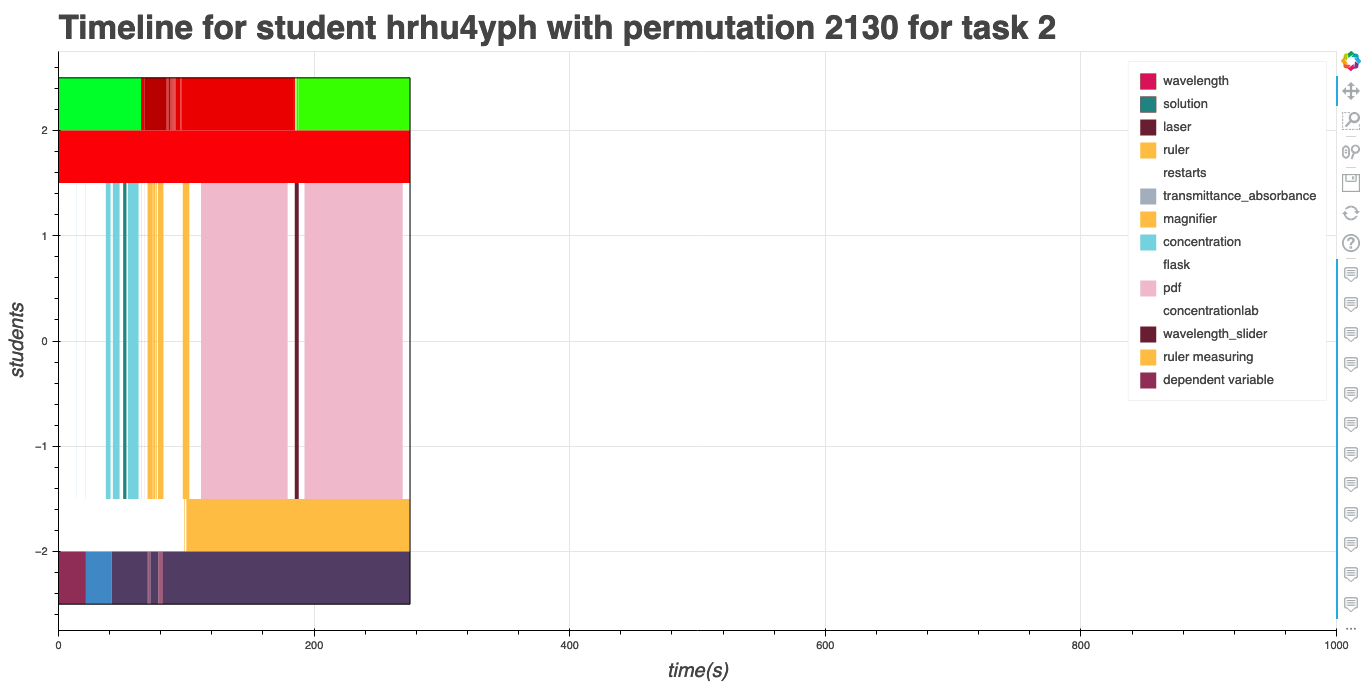 Timeline for student hrhu4yph with permutation 2130 for task 2
wavelength
solution
laser
ruler
restarts
transmittance_absorbance
magnifier
concentration
flask
pdf
concentrationlab
wavelength_slider
ruler measuring
dependent variable
students
2
1
0
−1
−2
0 200 400 600 800 1000
time(s)